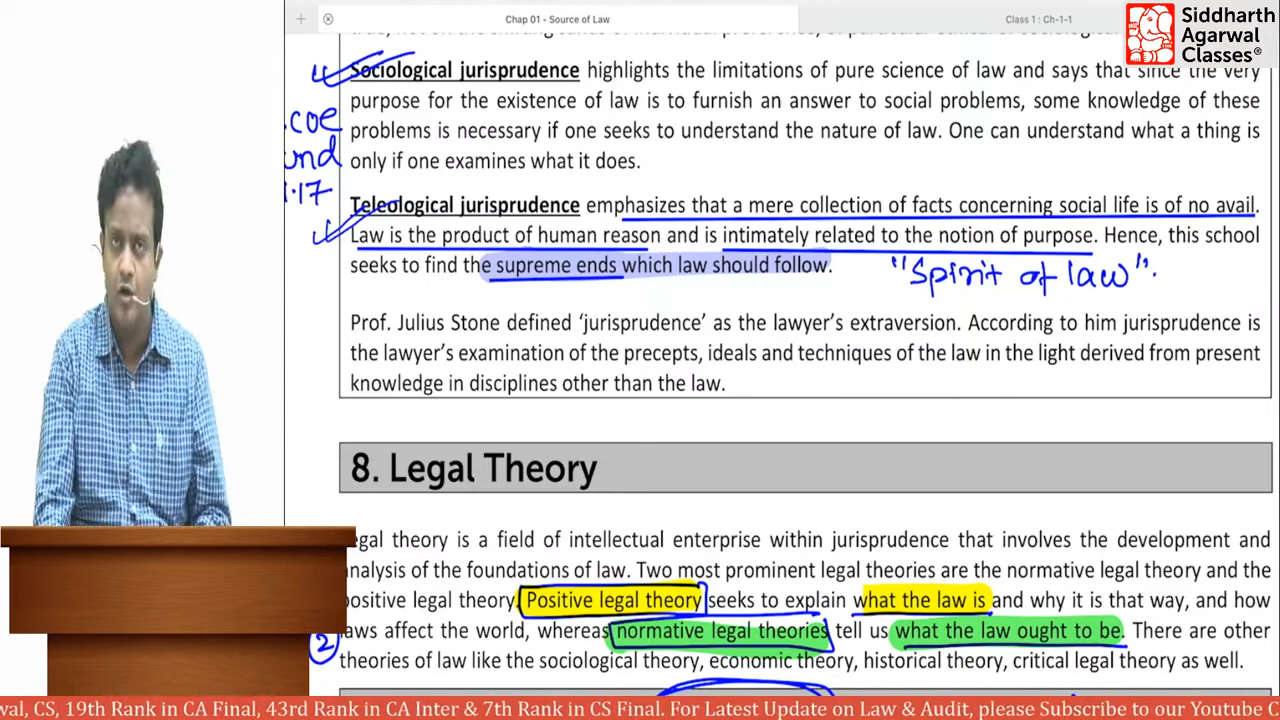 Chap 01 - Source of Law
Class 1 : Ch-1-1
Siddharth
Agarwal
Classes®
Sociological jurisprudence highlights the limitations of pure science of law and says that since the very
purpose for the existence of law is to furnish an answer to social problems, some knowledge of these
problems is necessary if one seeks to understand the nature of law. One can understand what a thing is
only if one examines what it does.
.coe
und
1.17
Teleological jurisprudence emphasizes that a mere collection of facts concerning social life is of no avail.
Law is the product of human reason and is intimately related to the notion of purpose. Hence, this school
seeks to find the supreme ends which law should follow.
"Spirit of law".
Prof. Julius Stone defined ‘jurisprudence’ as the lawyer’s extraversion. According to him jurisprudence is
the lawyer’s examination of the precepts, ideals and techniques of the law in the light derived from present
knowledge in disciplines other than the law.
8. Legal Theory
egal theory is a field of intellectual enterprise within jurisprudence that involves the development and
analysis of the foundations of law. Two most prominent legal theories are the normative legal theory and the
positive legal theory. Positive legal theory seeks to explain what the law is and why it is that way, and how
laws affect the world, whereas normative legal theories tell us what the law ought to be. There are other
2
theories of law like the sociological theory, economic theory, historical theory, critical legal theory as well.
wal, CS, 19th Rank in CA Final, 43rd Rank in CA Inter & 7th Rank in CS Final. For Latest Update on Law & Audit, please Subscribe to our Youtube C